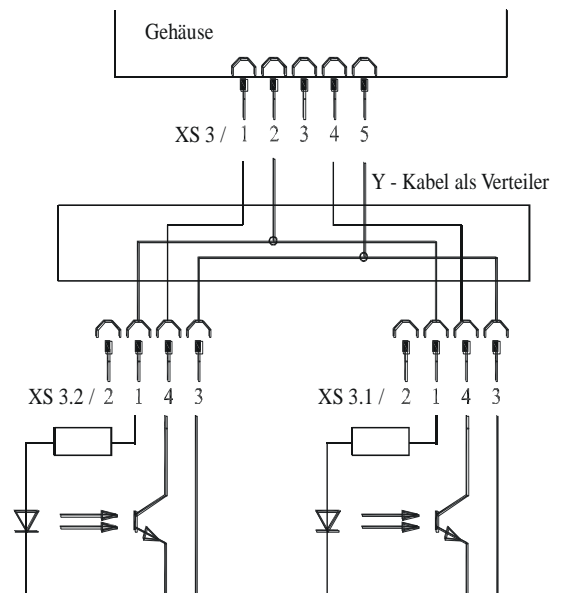 Gehäuse
XS 3 / 1 2 3 4 5
Y - Kabel als Verteiler
XS 3.2 / 2 1 4 3
XS 3.1 / 2 1 4 3